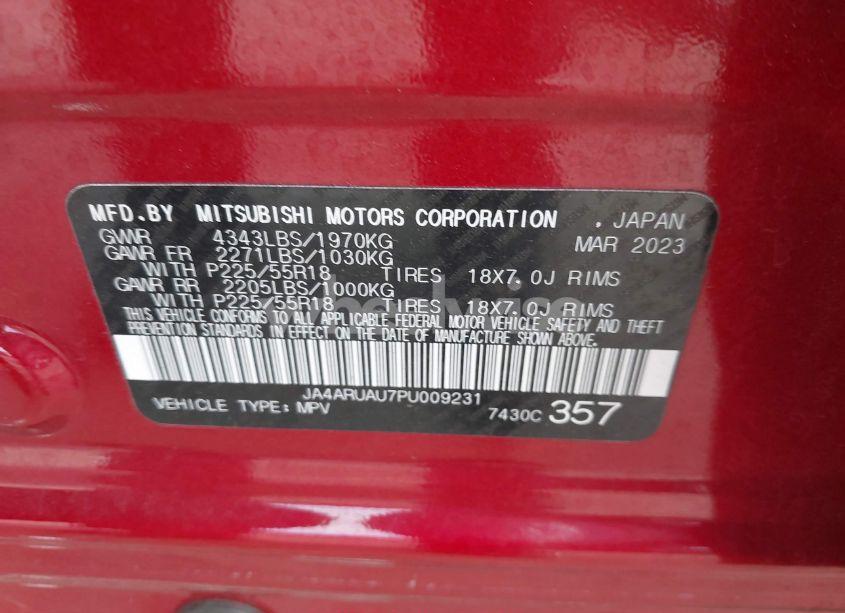 MFD.BY MITSUBISHI MOTORS CORPORATION . JAPAN
GVWR 4343LBS/1970KG MAR 2023
GAWR FR 2271LBS/1030KG
WITH P225/55R18 TIRES 18X7.0J RIMS
GAWR RR 2205LBS/1000KG
WITH P225/55R18 TIRES 18X7.0J RIMS
THIS VEHICLE CONFORMS TO ALL APPLICABLE FEDERAL MOTOR VEHICLE SAFETY AND THEFT
PREVENTION STANDARDS IN EFFECT ON THE DATE OF MANUFACTURE SHOWN ABOVE.
JA4ARUAU7PU009231
VEHICLE TYPE:MPV 7430C 357